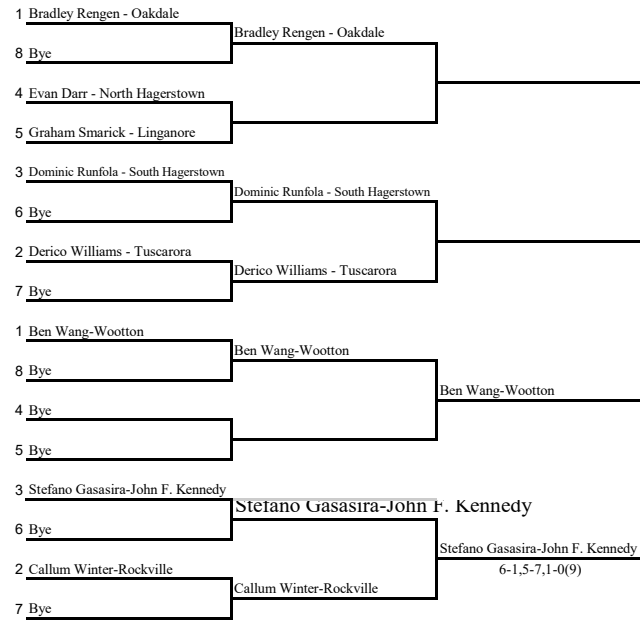 1 Bradley Rengen - Oakdale
Bradley Rengen - Oakdale
8 Bye
4 Evan Darr - North Hagerstown
5 Graham Smarick - Linganore
3 Dominic Runfola - South Hagerstown
Dominic Runfola - South Hagerstown
6 Bye
2 Derico Williams - Tuscarora
Derico Williams - Tuscarora
7 Bye
1 Ben Wang-Wootton
Ben Wang-Wootton
8 Bye
Ben Wang-Wootton
4 Bye
5 Bye
3 Stefano Gasasira-John F. Kennedy
Stefano Gasasira-John F. Kennedy
6 Bye
Stefano Gasasira-John F. Kennedy
6-1,5-7,1-0(9)
2 Callum Winter-Rockville
Callum Winter-Rockville
7 Bye